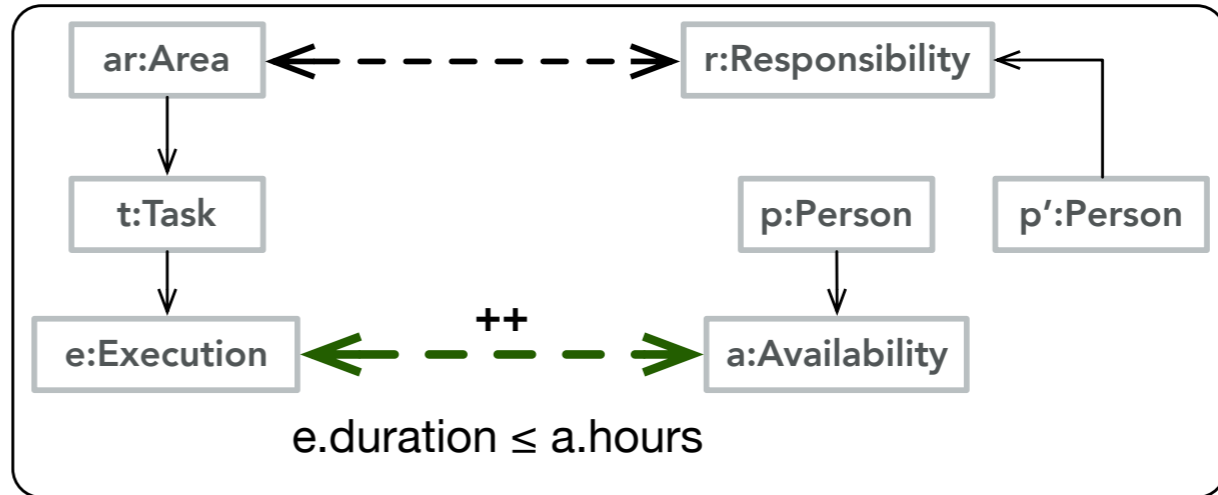 ar:Area
r:Responsibility
t:Task
p:Person
p′:Person
++
e:Execution
a:Availability
e.duration ≤ a.hours